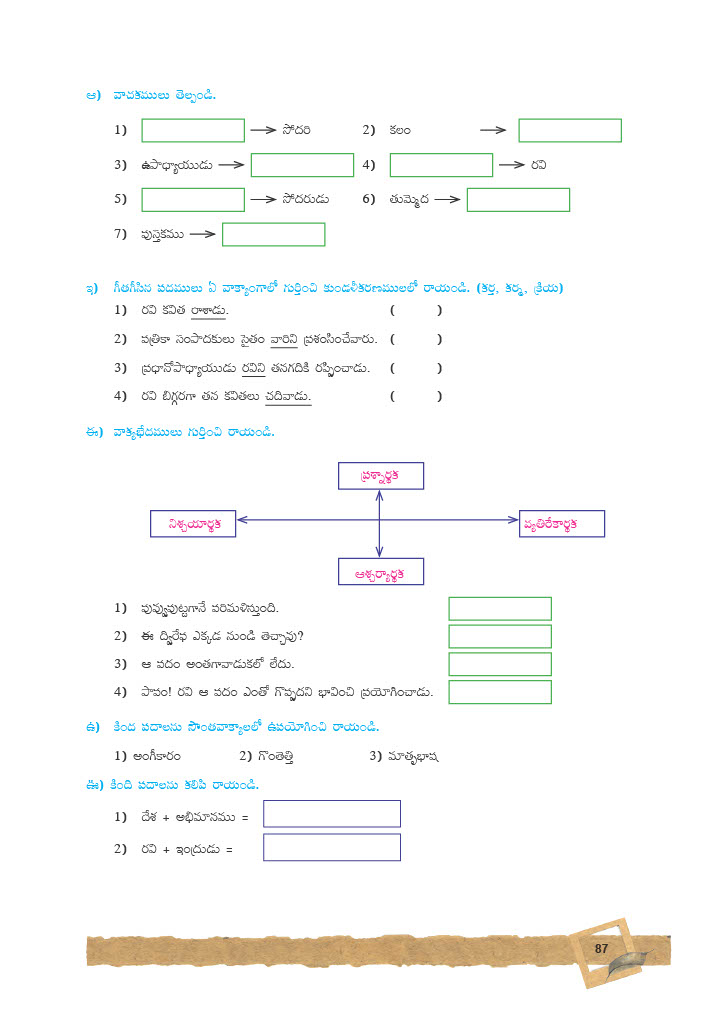 ఆ) వాచకములు తెల్పండి.
1) → సోదరి 2) కలం →
3) ఉపాధ్యాయుడు → 4) → రవి
5) → సోదరుడు 6) తుమ్మెద →
7) పుస్తకము →
ఇ) గీతగీసిన పదములు ఏ వాక్యాంగాలో గుర్తించి కుండలీకరణములలో రాయండి. (కర్త, కర్మ, క్రియ)
1) రవి కవిత రాశాడు. ( )
2) పత్రికా సంపాదకులు సైతం వారిని ప్రశంసించేవారు. ( )
3) ప్రధానోపాధ్యాయుడు రవిని తనగదికి రప్పించాడు. ( )
4) రవి బిగ్గరగా తన కవితలు చదివాడు. ( )
ఈ) వాక్యభేదములు గుర్తించి రాయండి.
ప్రశ్నార్థక
నిశ్చయార్థక వ్యతిరేకార్థక
ఆశ్చర్యార్థక
1) పువ్వుపుట్టగానే పరిమళిస్తుంది.
2) ఈ ద్విరేఫ ఎక్కడ నుండి తెచ్చావు?
3) ఆ పదం అంతగావాడుకలో లేదు.
4) పాపం! రవి ఆ పదం ఎంతో గొప్పదని భావించి ప్రయోగించాడు.
ఉ) కింద పదాలను సొంతవాక్యాలలో ఉపయోగించి రాయండి.
1) అంగీకారం 2) గొంతెత్తి 3) మాతృభాష
ఊ) కింది పదాలను కలిపి రాయండి.
1) దేశ + అభిమానము =
2) రవి + ఇంద్రుడు =
87